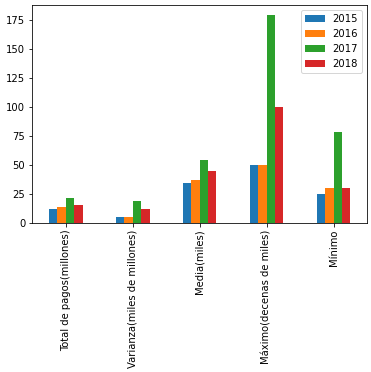 175
150
125
100
75
50
25
0
2015
2016
2017
2018
Total de pagos(millones)
Varianza(miles de millones)
Media(miles)
Máximo(decenas de miles)
Mínimo